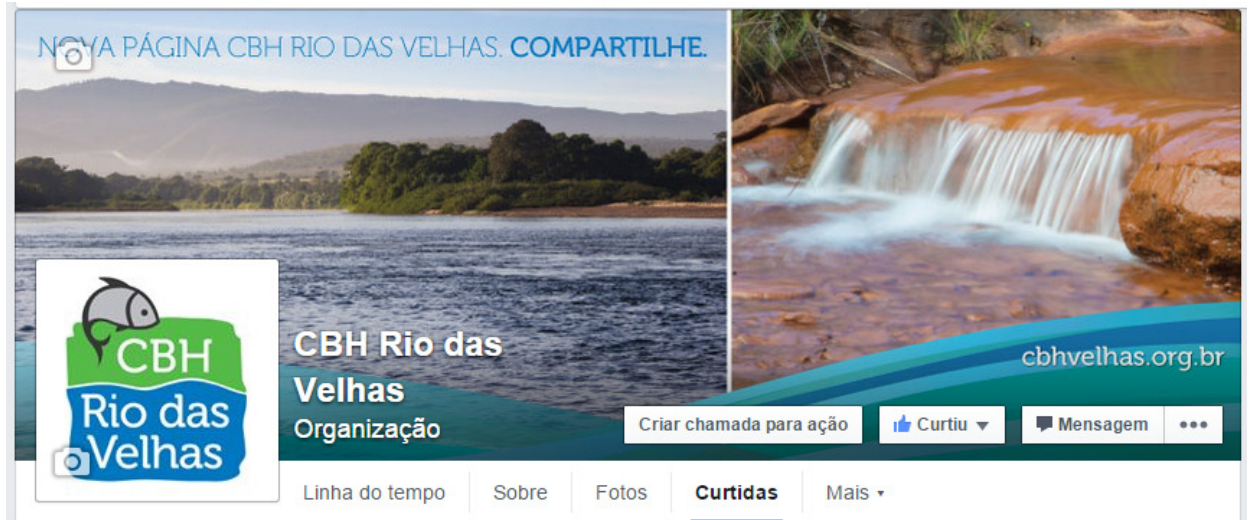 NOVA PÁGINA CBH RIO DAS VELHAS. COMPARTILHE.
CBH
Rio das
Velhas
CBH Rio das
Velhas
Organização
cbhvelhas.org.br
Criar chamada para ação
Curtiu
Mensagem
Linha do tempo
Sobre
Fotos
Curtidas
Mais